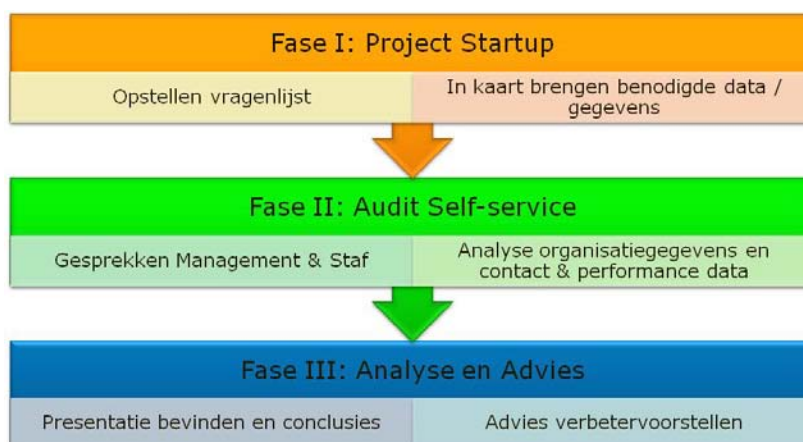 Fase I: Project Startup
Opstellen vragenlijst
In kaart brengen benodigde data /
gegevens
Fase II: Audit Self-service
Gesprekken Management & Staf
Analyse organisatiegegevens en
contact & performance data
Fase III: Analyse en Advies
Presentatie bevinden en conclusies
Advies verbetervoorstellen